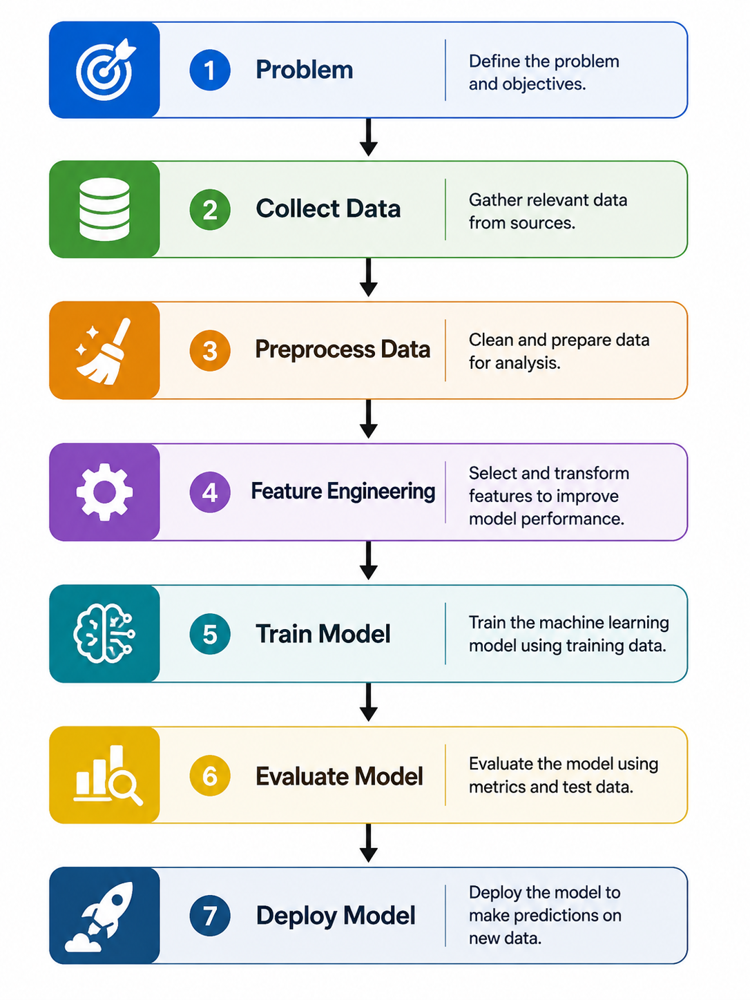 1 Problem
Define the problem
and objectives.
2 Collect Data
Gather relevant data
from sources.
3 Preprocess Data
Clean and prepare data
for analysis.
4 Feature Engineering
Select and transform
features to improve
model performance.
5 Train Model
Train the machine learning
model using training data.
6 Evaluate Model
Evaluate the model using
metrics and test data.
7 Deploy Model
Deploy the model to
make predictions on
new data.